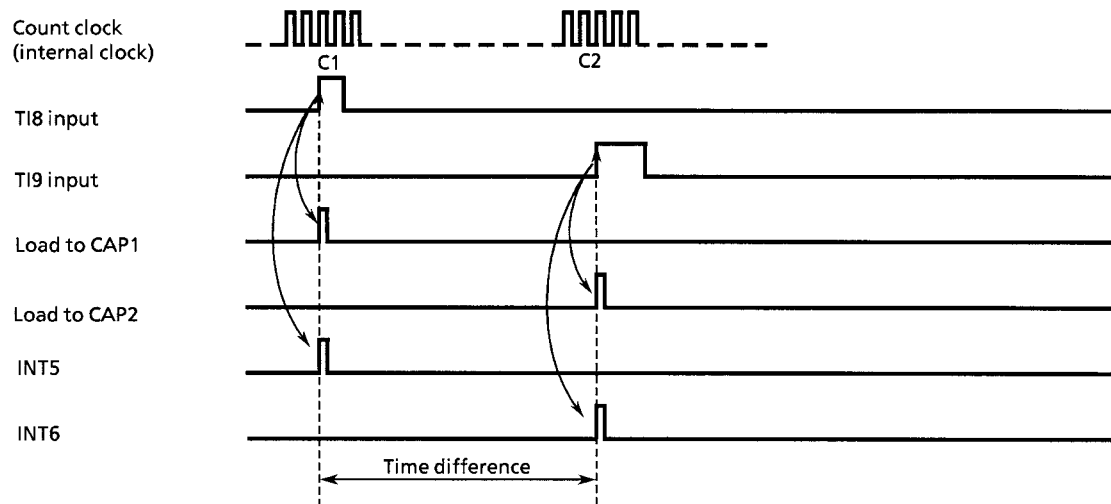 Count clock
(internal clock)
C1
C2
TI8 input
TI9 input
Load to CAP1
Load to CAP2
INT5
INT6
Time difference